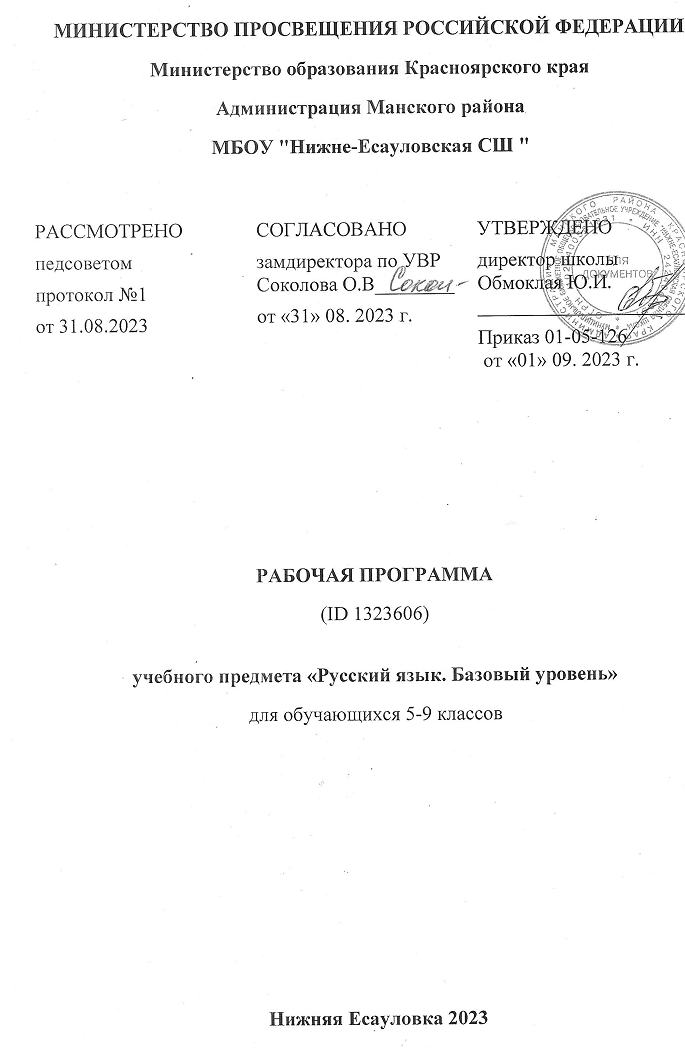 МИНИСТЕРСТВО ПРОСВЕЩЕНИЯ РОССИЙСКОЙ ФЕДЕРАЦИИ
Министерство образования Красноярского края
Администрация Манского района
МБОУ "Нижне-Есауловская СШ "
РАССМОТРЕНО
педсоветом
протокол №1
от 31.08.2023
СОГЛАСОВАНО
замдиректора по УВР
Соколова О.В
от «31» 08. 2023 г.
УТВЕРЖДЕНО
директор школы
Обмоклая Ю.И.
Приказ 01-05-126
от «01» 09. 2023 г.
ДЛЯ
ДОКУМЕНТОВ
РАБОЧАЯ ПРОГРАММА
(ID 1323606)
учебного предмета «Русский язык. Базовый уровень»
для обучающихся 5-9 классов
Нижняя Есауловка 2023